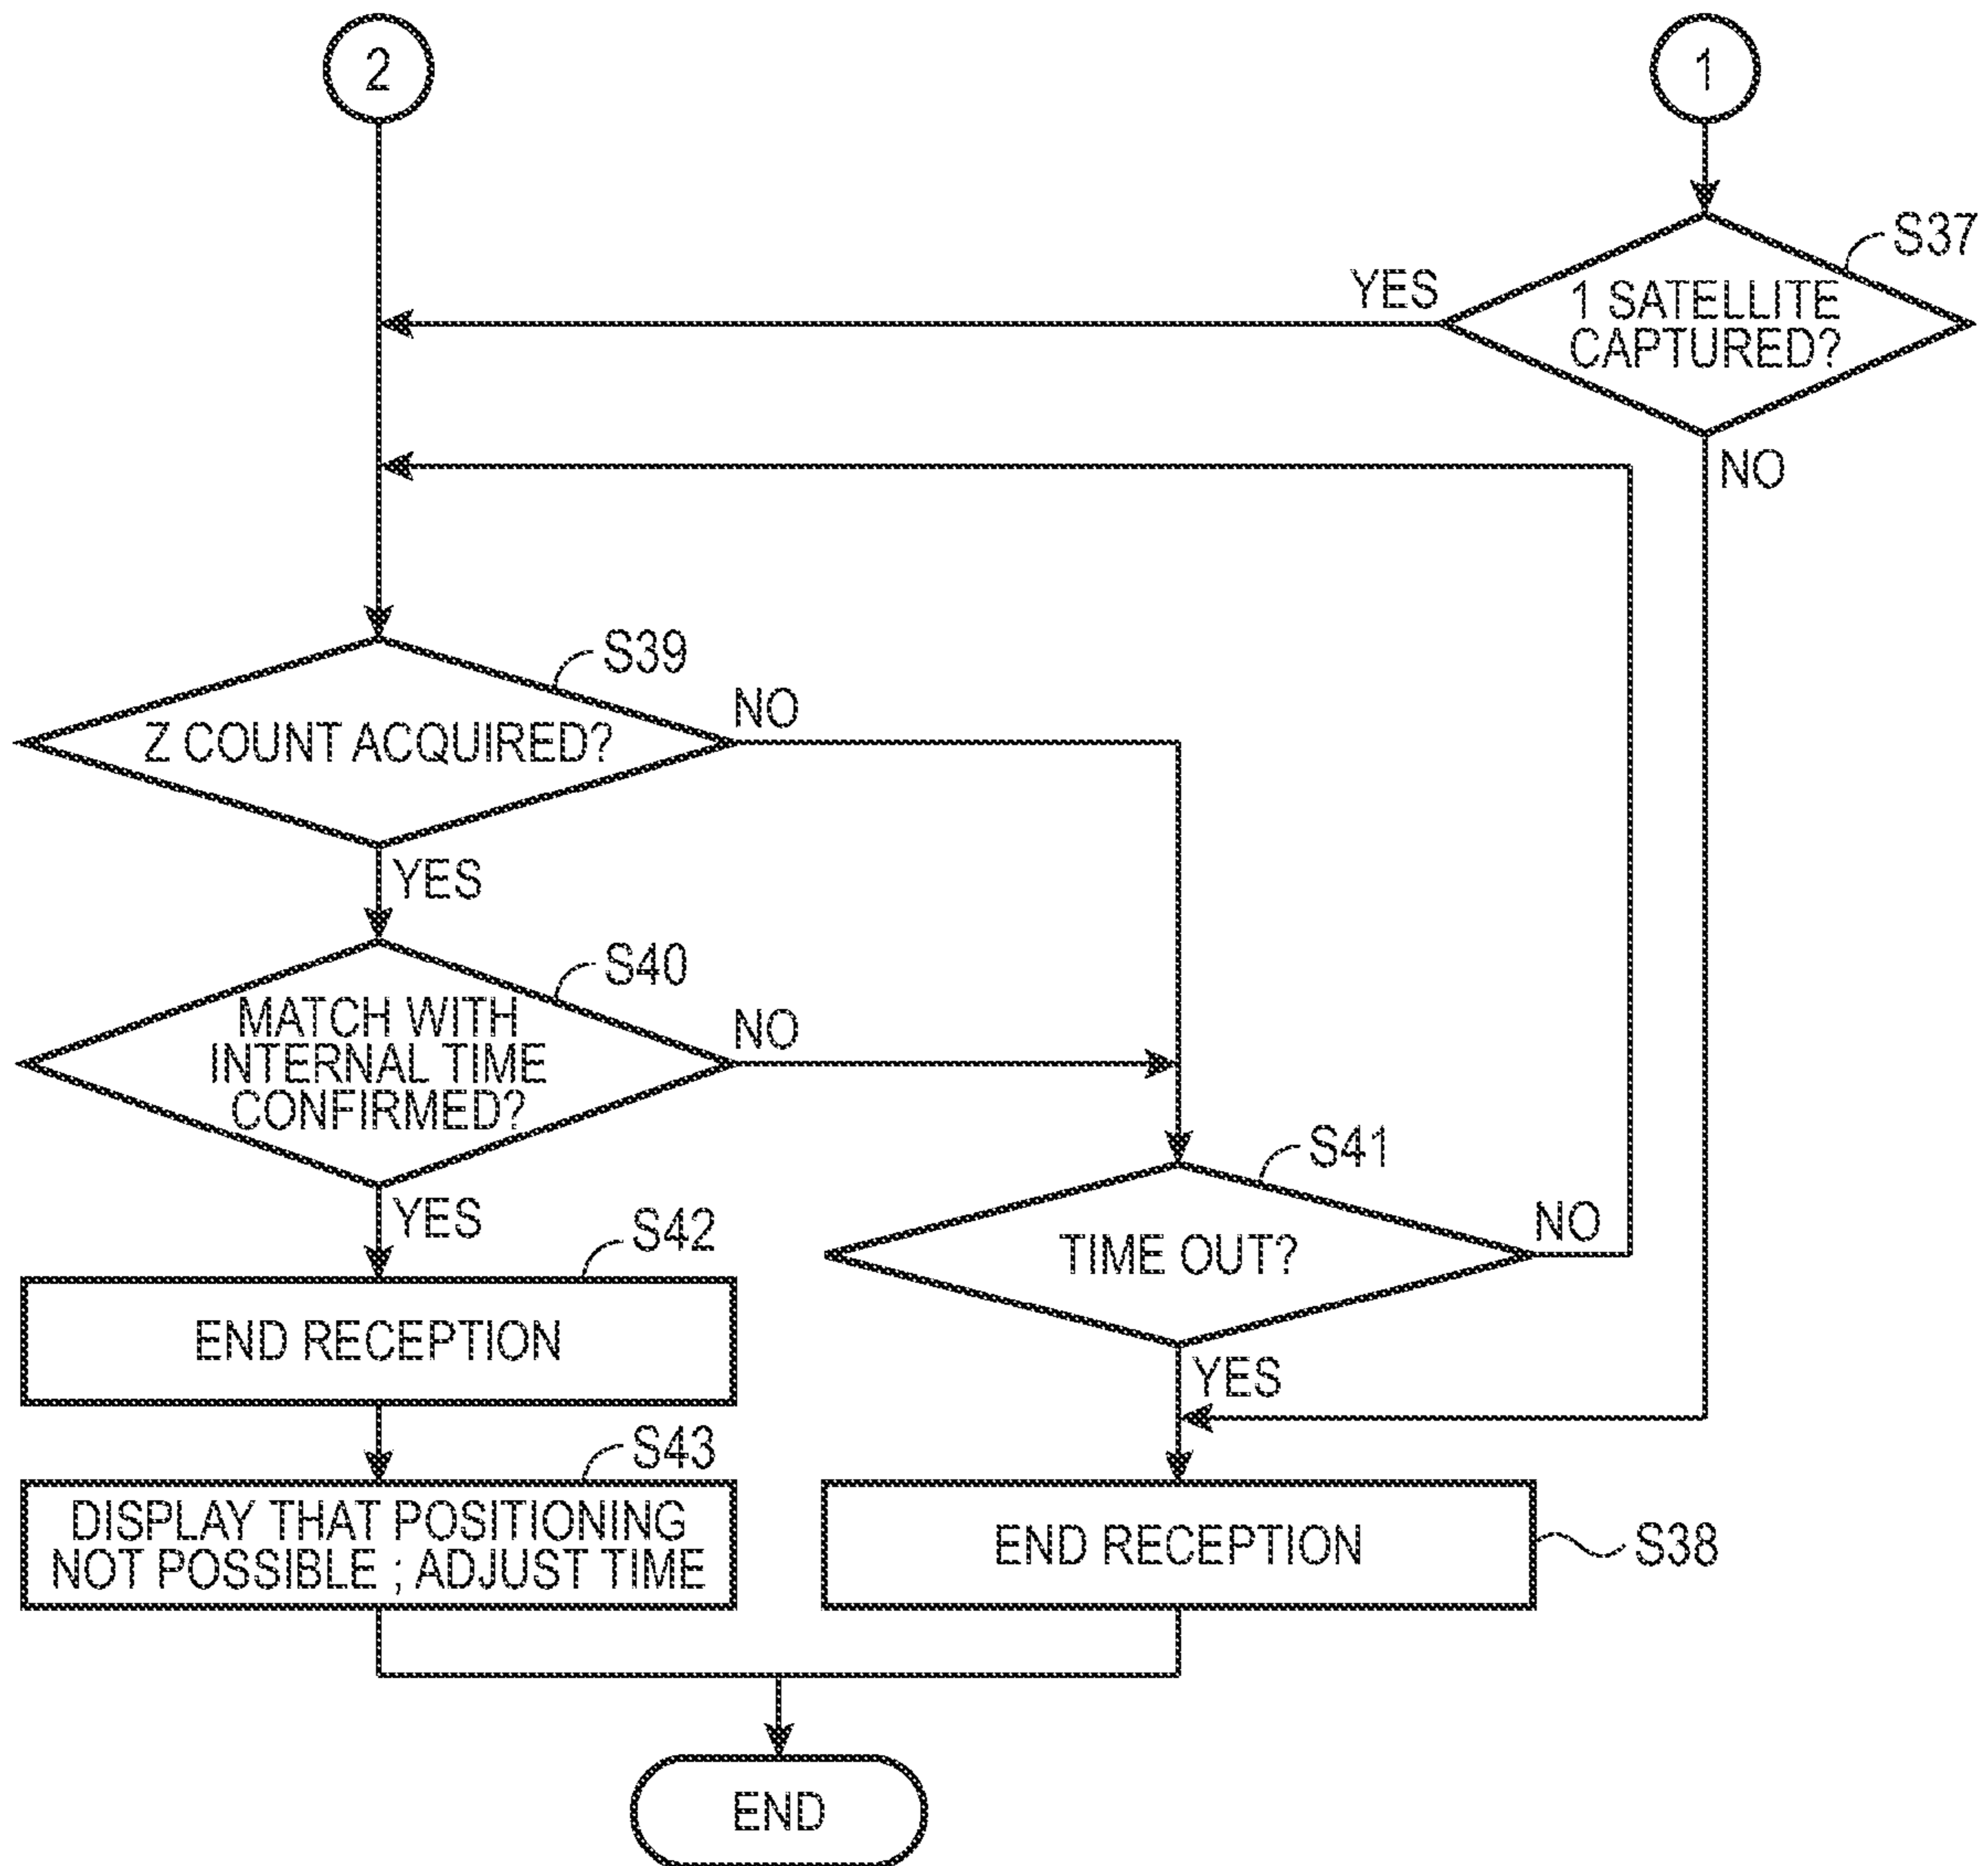 2
1
S37
YES
1 SATELLITE
CAPTURED?
NO
S39
NO
Z COUNT ACQUIRED?
YES
S40
NO
MATCH WITH
INTERNAL TIME
CONFIRMED?
S41
YES
NO
S42
TIME OUT?
END RECEPTION
YES
S43
DISPLAY THAT POSITIONING
NOT POSSIBLE ; ADJUST TIME
END RECEPTION
S38
END